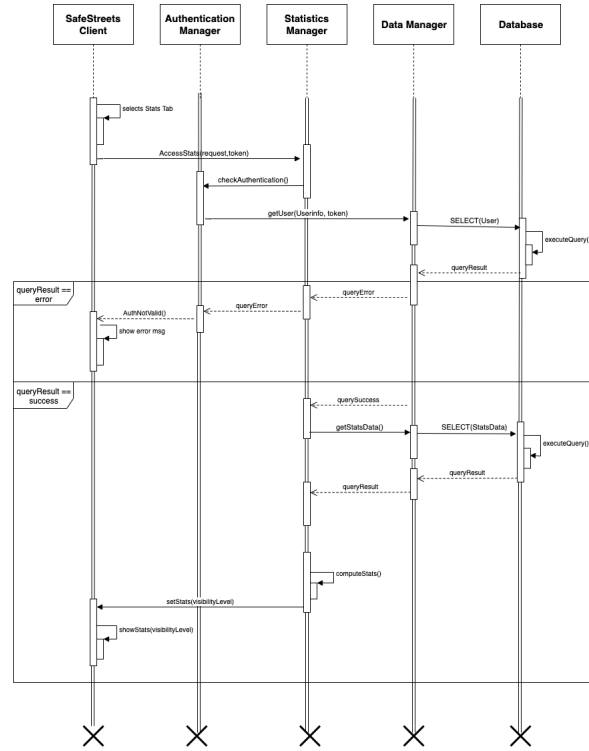 SafeStreets
Client
Authentication
Manager
Statistics
Manager
Data Manager
Database
selects Stats Tab
AccessStats(request,token)
checkAuthentication()
getUser(Userinfo, token)
SELECT(User)
executeQuery()
queryResult
queryResult ==
error
queryError
queryError
AuthNotValid()
show error msg
queryResult ==
success
querySuccess
getStatsData()
SELECT(StatsData)
executeQuery()
queryResult
queryResult
computeStats()
setStats(visibilityLevel)
showStats(visibilityLevel)